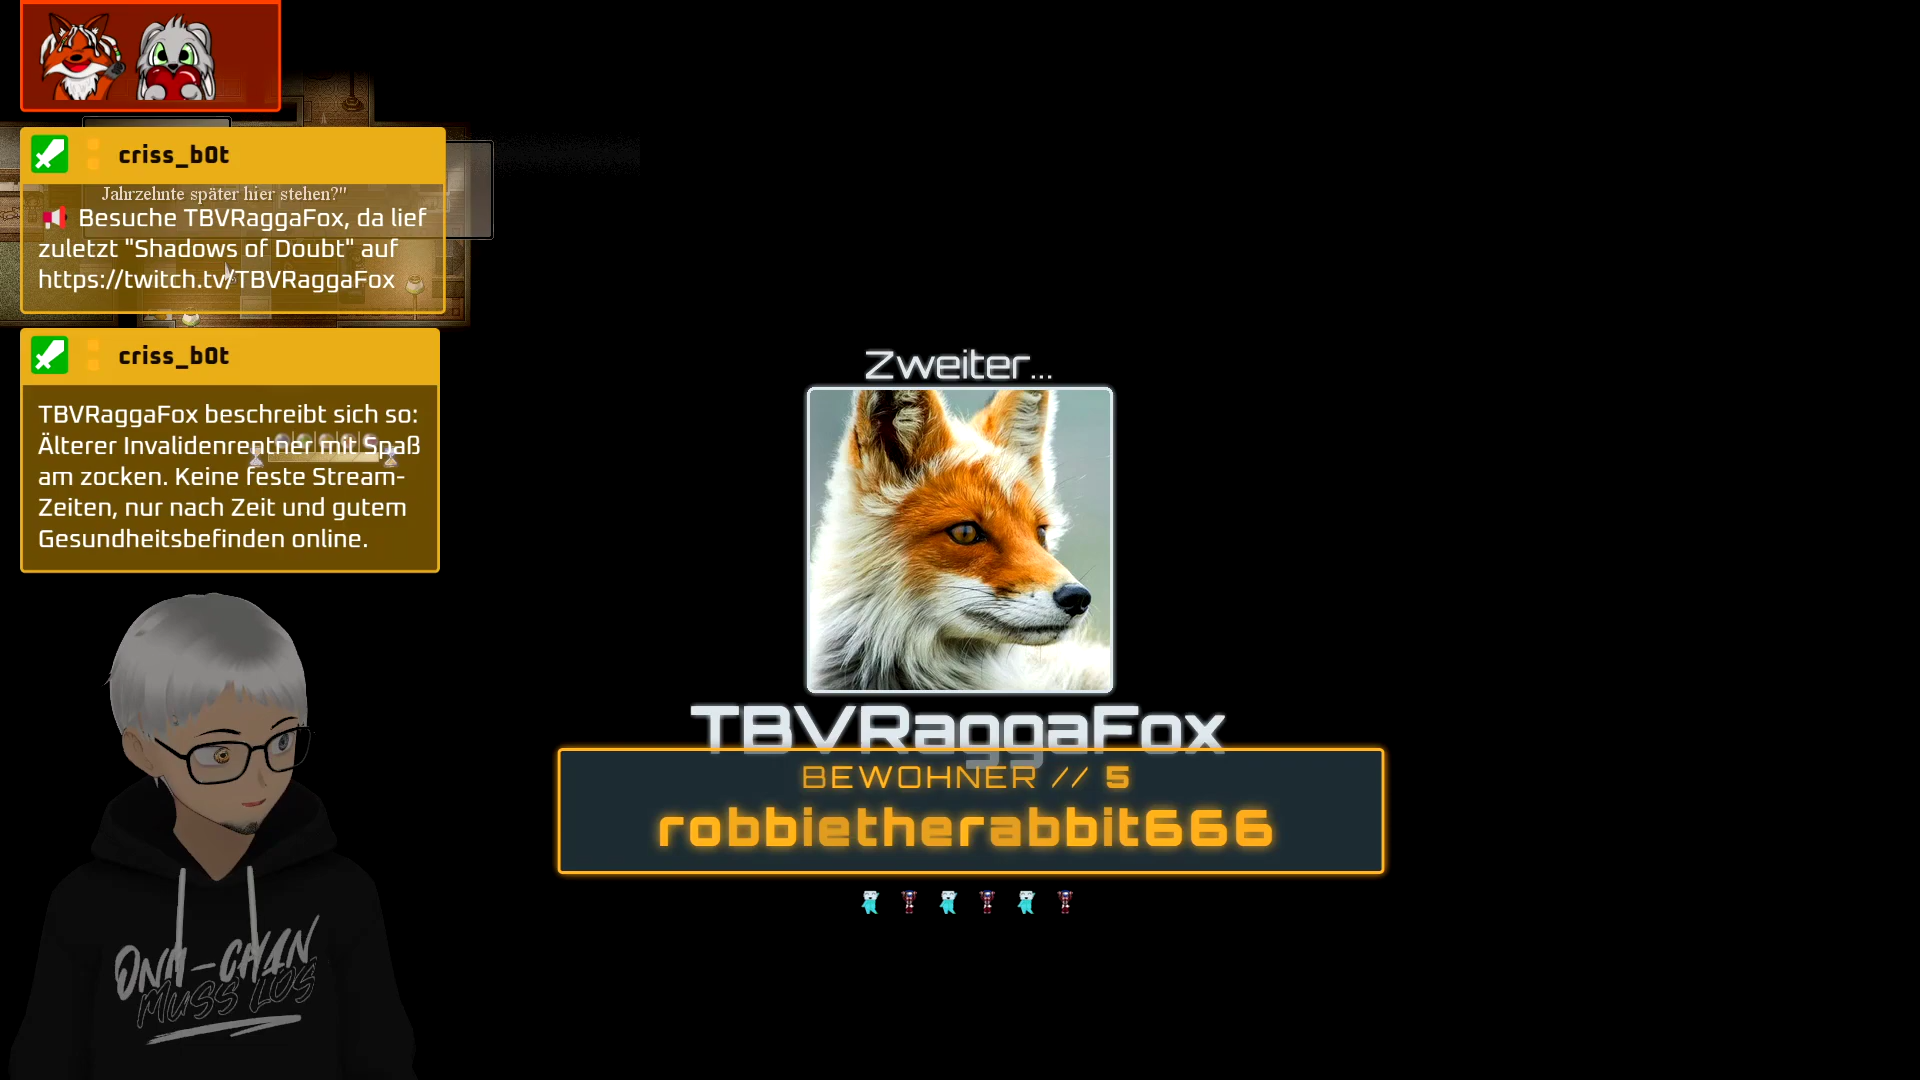 criss_b0t
Jahrzehnte später hier stehen?"
Besuche TBVRaggaFox, da lief
zuletzt "Shadows of Doubt" auf
https://twitch.tv/TBVRaggaFox
criss_b0t
TBVRaggaFox beschreibt sich so:
Älterer Invalidenrentner mit Spaß
am zocken. Keine feste Stream-
Zeiten, nur nach Zeit und gutem
Gesundheitsbefinden online.
Zweiter...
TBVRaggaFox
BEWOHNER // 5
robbietherabbit666
ONII-CHAN
MUSS LOS